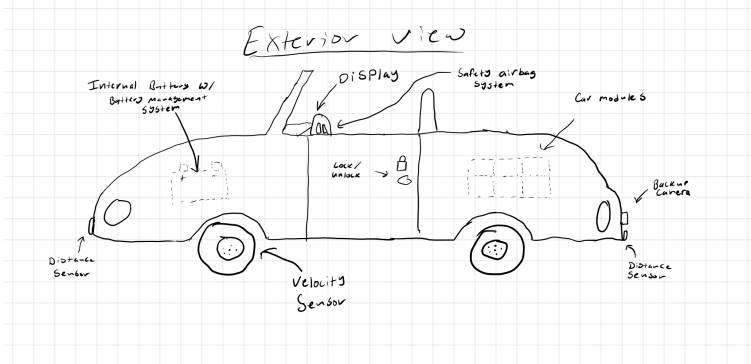 Exterior view
Internal Battery w/
Battery management
system
DiSPlay
Safety airbag
system
Car modules
Lock/
unlock
Backup
Camera
Distance
Sensor
Velocity
Sensor
Distance
Sensor